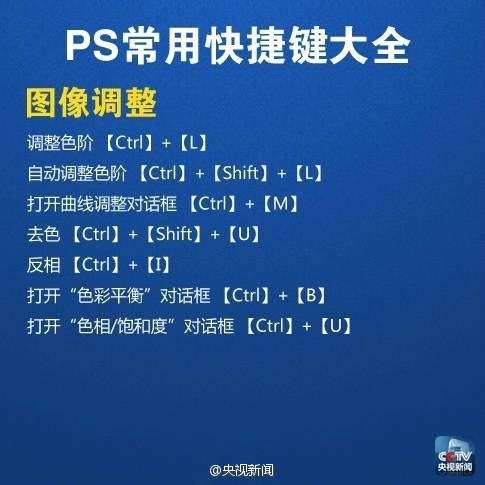 PS常用快捷键大全
图像调整
调整色阶 【Ctrl】+【L】
自动调整色阶 【Ctrl】+【Shift】+【L】
打开曲线调整对话框 【Ctrl】+【M】
去色 【Ctrl】+【Shift】+【U】
反相 【Ctrl】+【I】
打开“色彩平衡”对话框 【Ctrl】+【B】
打开“色相/饱和度”对话框 【Ctrl】+【U】
CCTV
央视新闻
@央视新闻